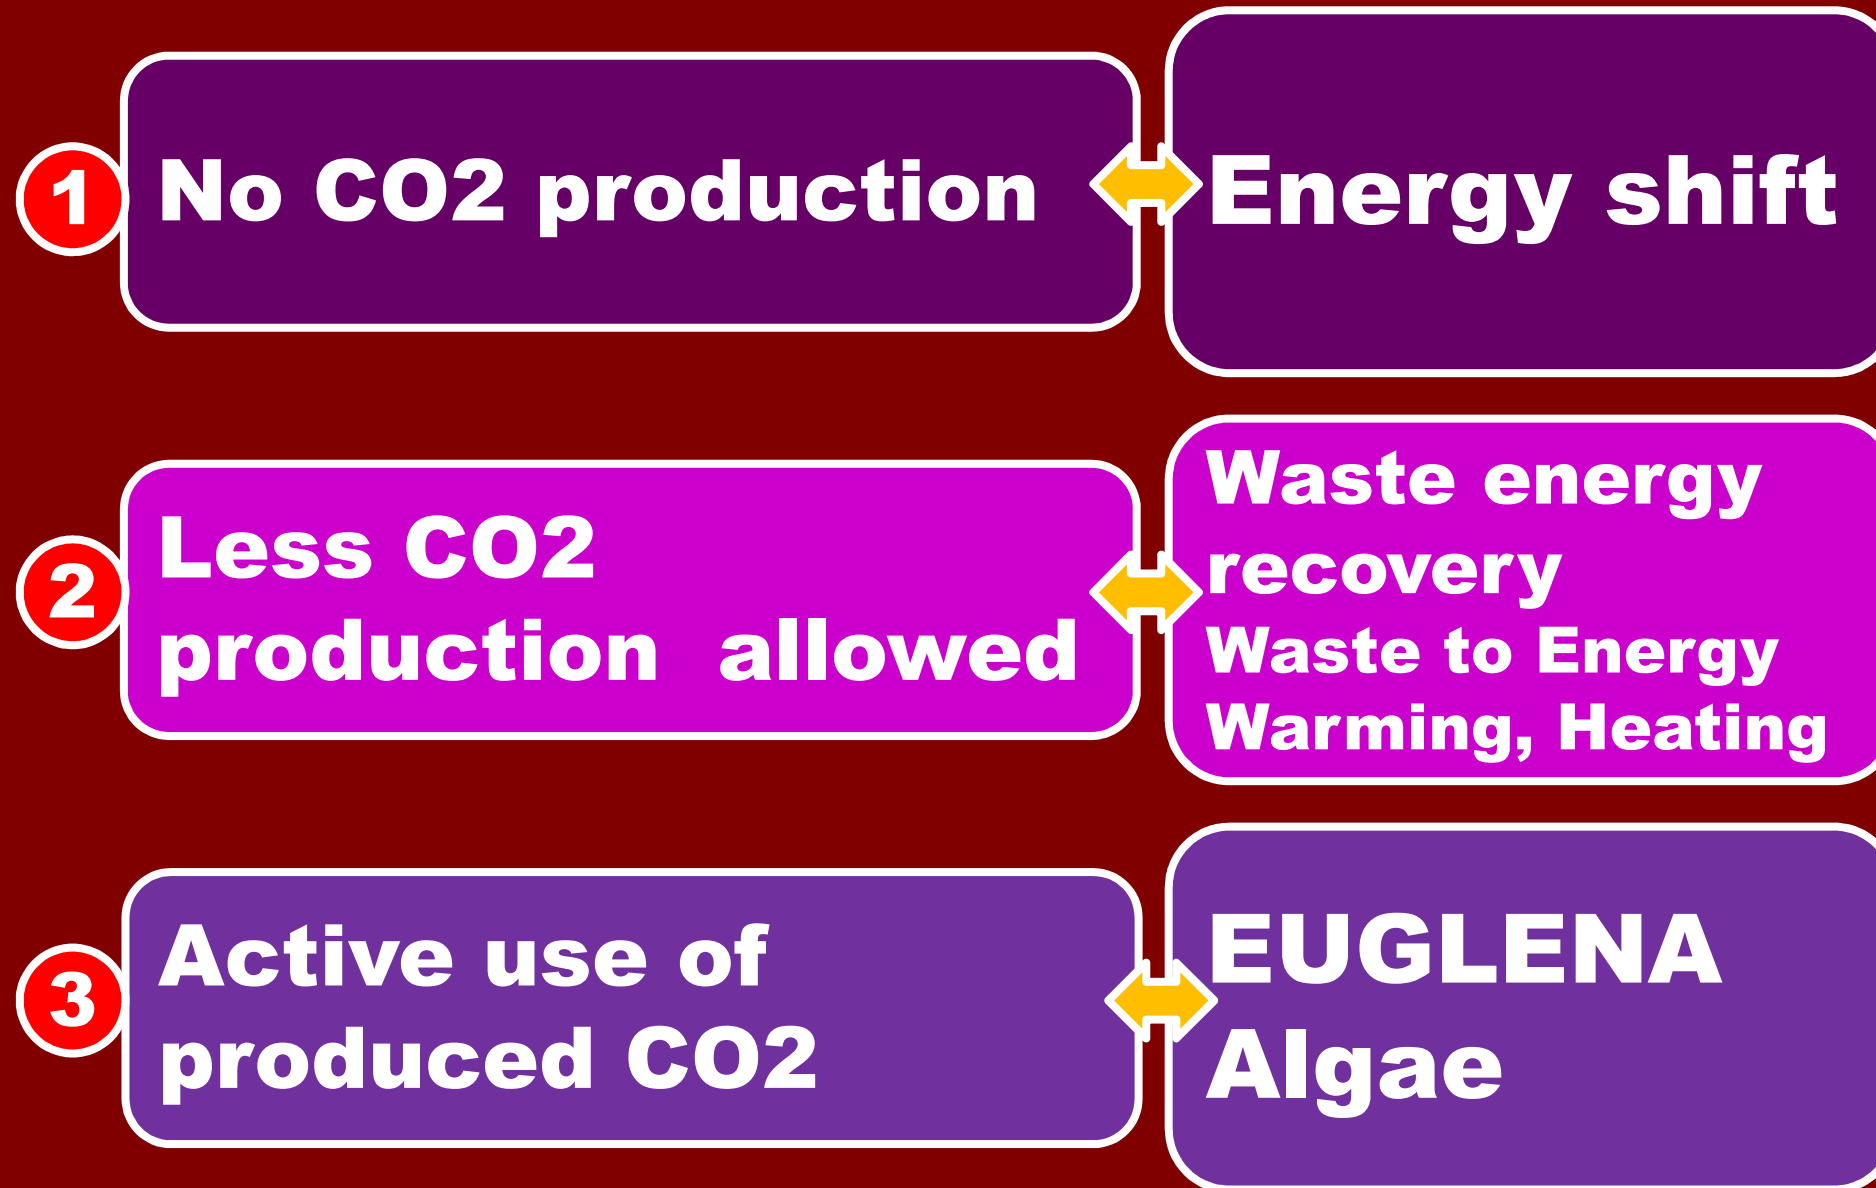 1
No CO2 production
Energy shift
2
Less CO2
production allowed
Waste energy
recovery
Waste to Energy
Warming, Heating
3
Active use of
produced CO2
EUGLENA
Algae